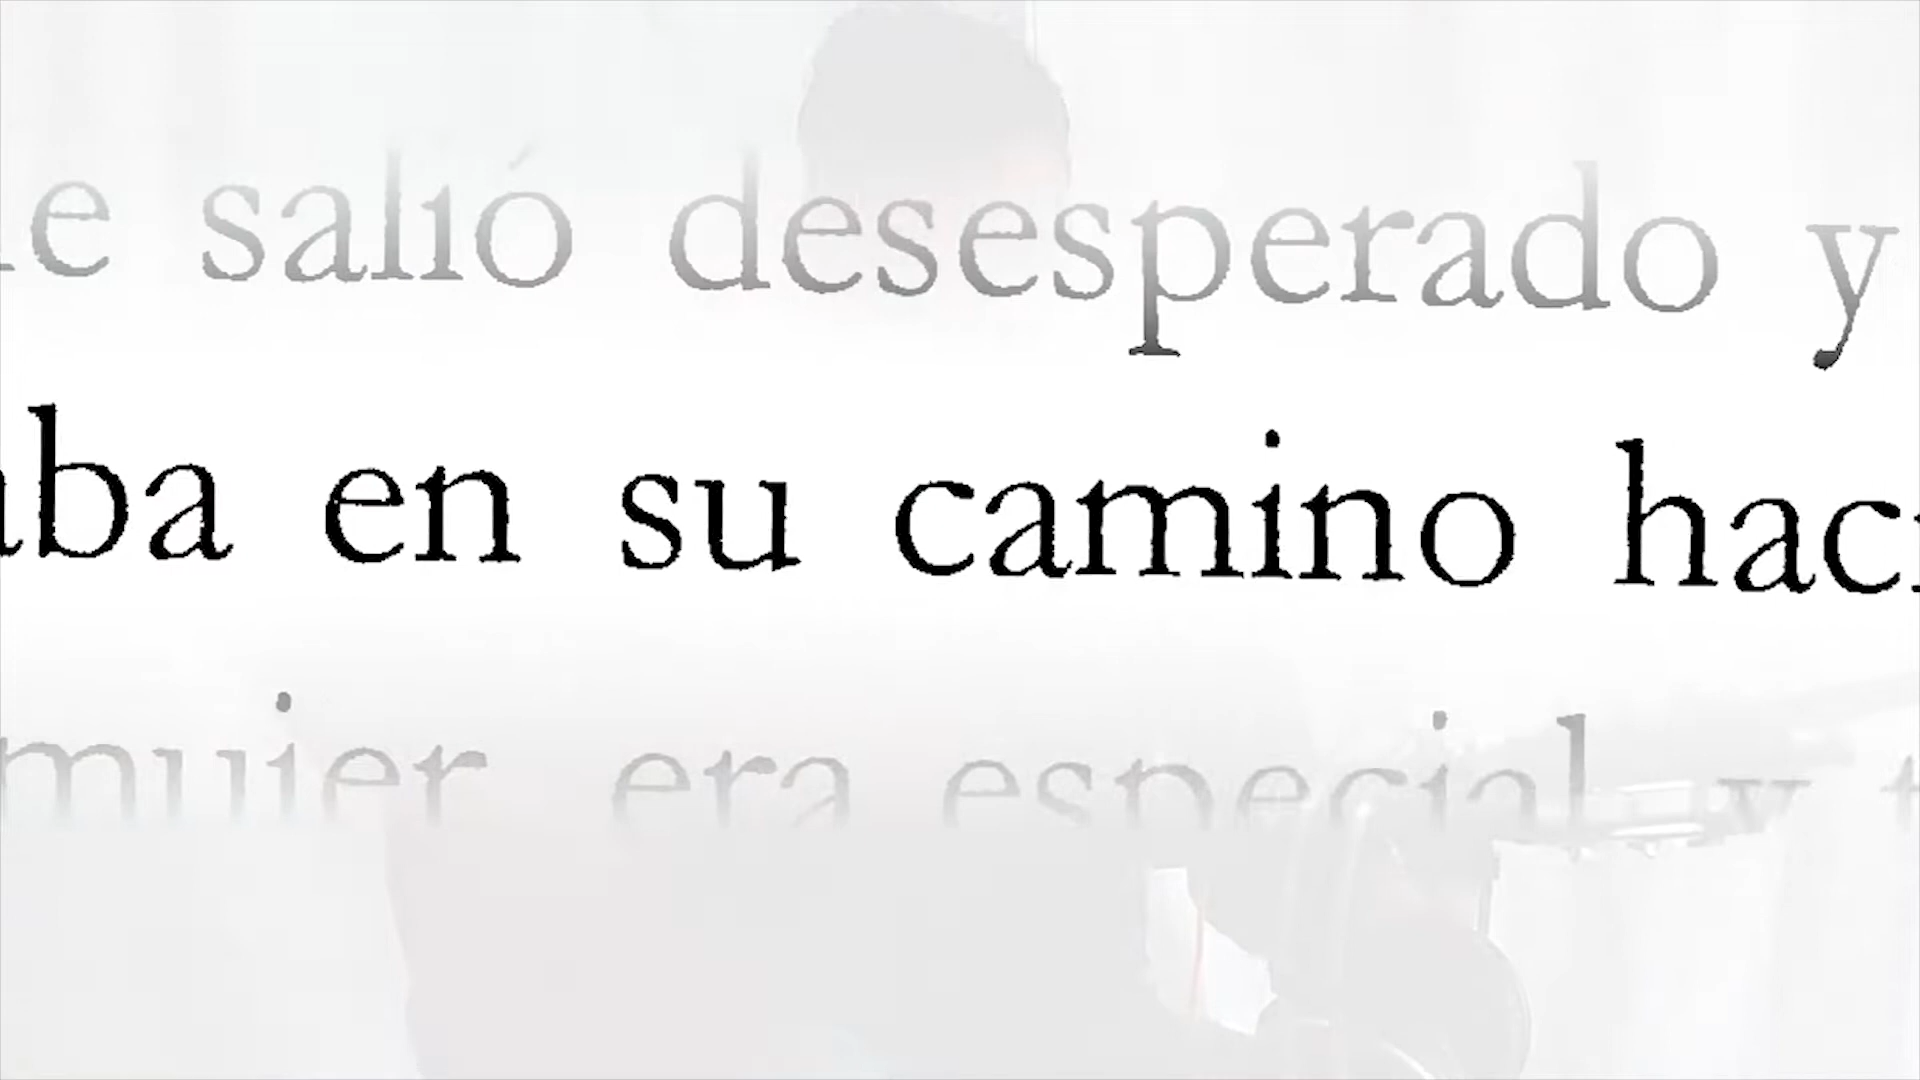 salió desesperado y
en su camino
mujer era especial y